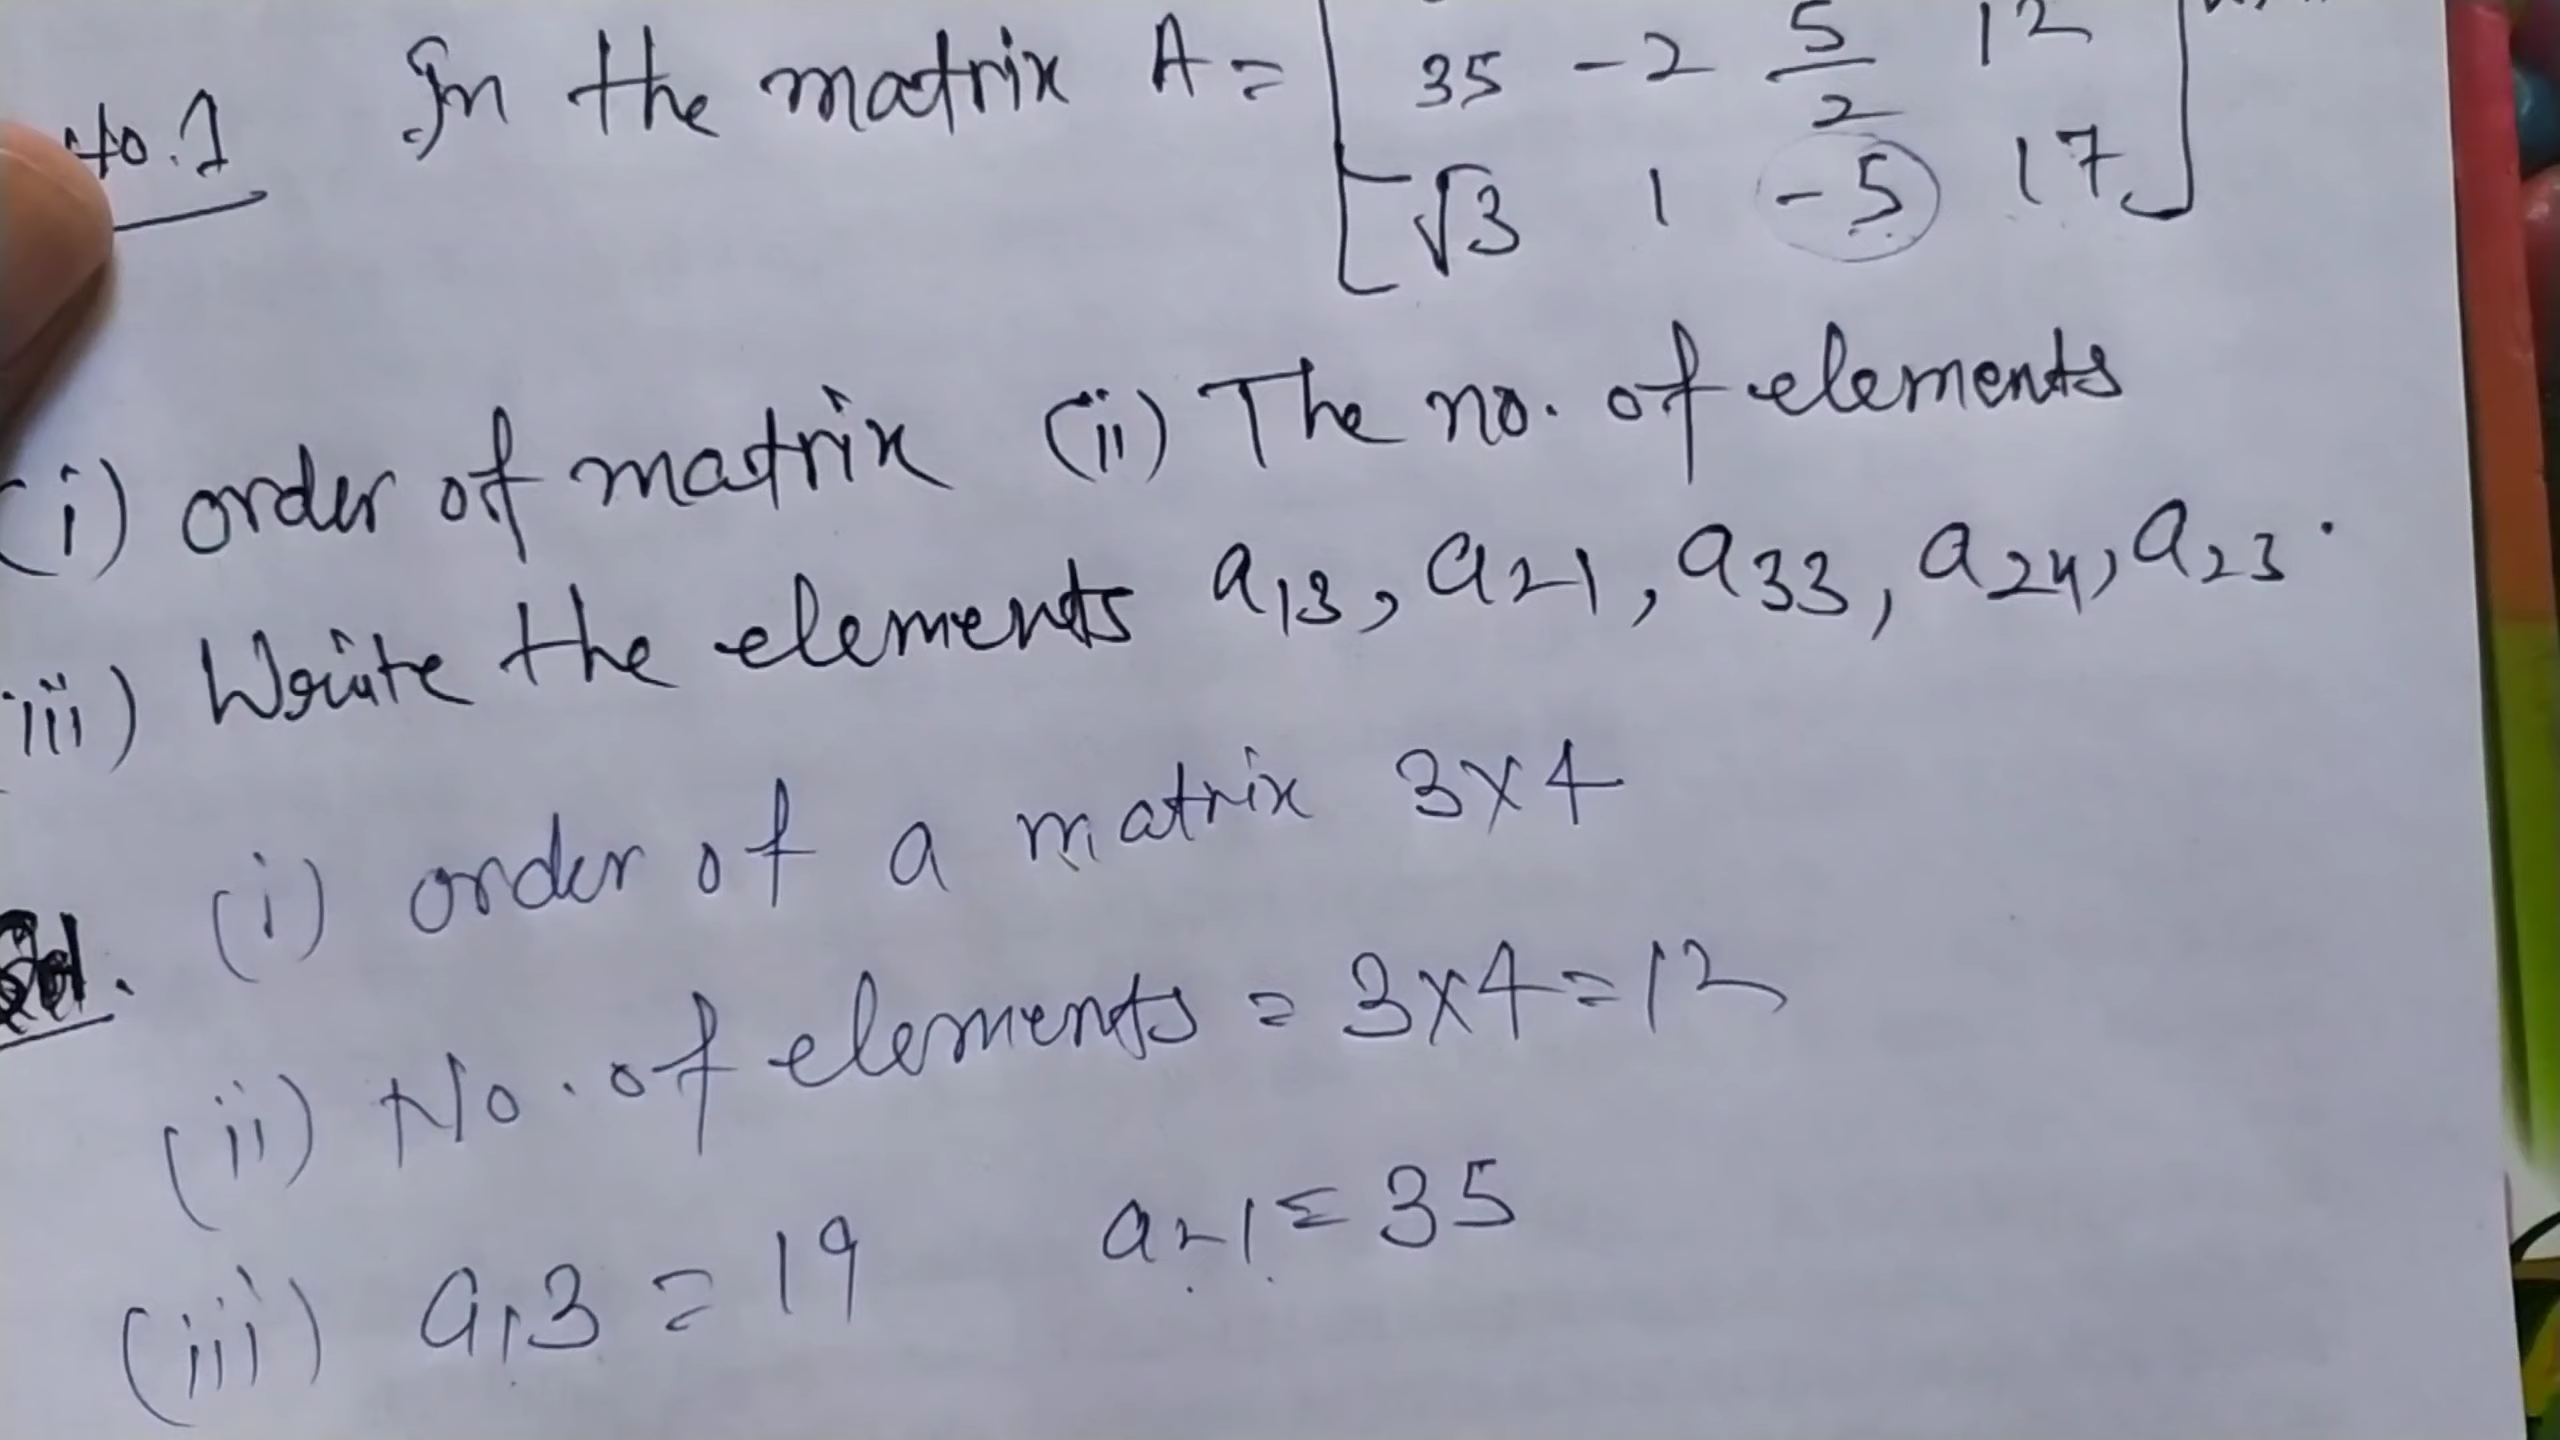 No.1 In the matrix A = [ 35 -2 5/2 12
√3 1 -5 17 ]
(i) order of matrix (ii) The no. of elements
iii) Write the elements a13, a21, a33, a24, a23.
Sol. (i) order of a matrix 3×4
(ii) No. of elements = 3×4=12
(iii) a13 = 19 a21 = 35